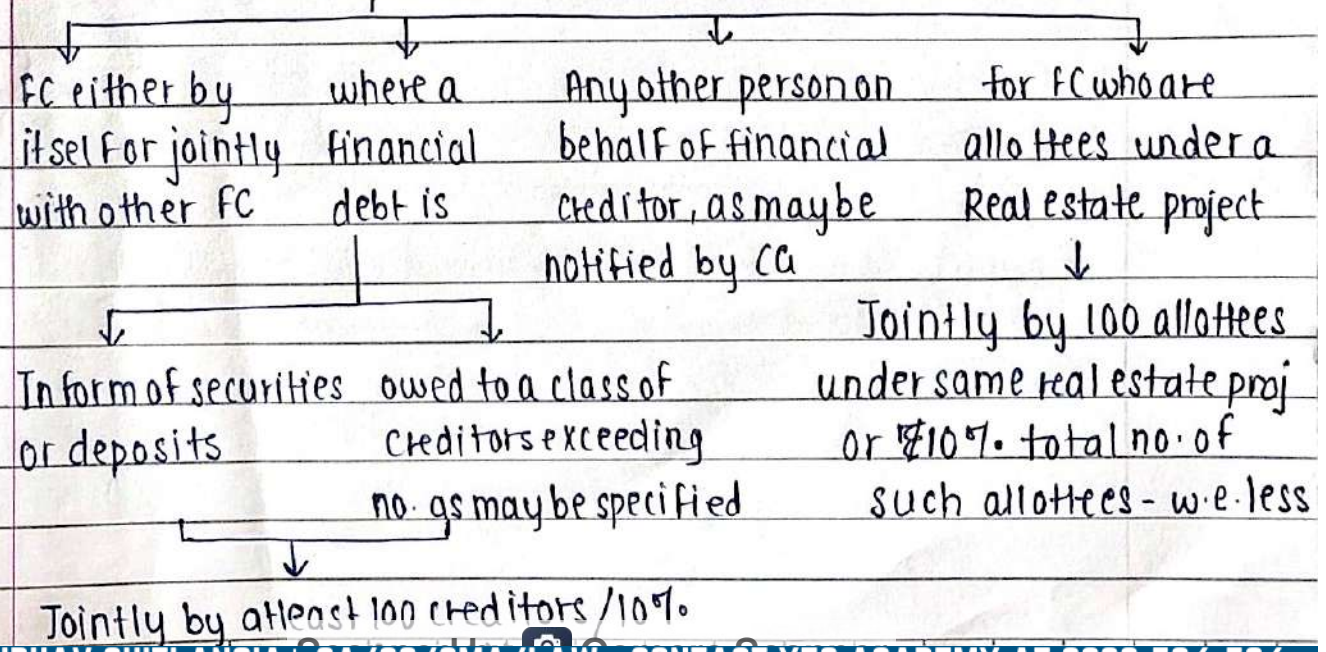 FC either by
itself or jointly
with other FC
where a
financial
debt is
Any other person on
behalf of financial
creditor, as maybe
notified by CG
for FC who are
allottees under a
Real estate project
In form of securities
or deposits
owed to a class of
creditors exceeding
no. as may be specified
Jointly by 100 allottees
under same real estate proj
or 10% total no. of
such allottees - w.e. less
Jointly by atleast 100 creditors / 10%